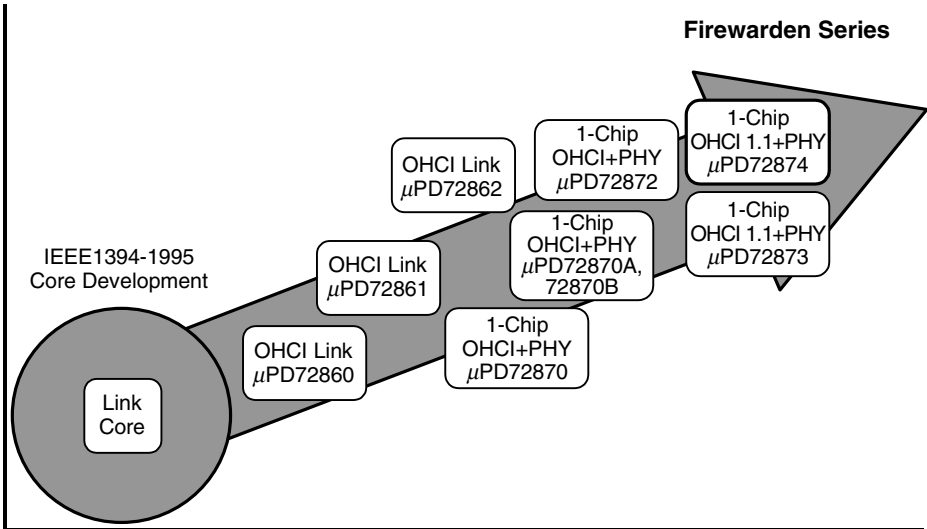 Firewarden Series
1-Chip
OHCI 1.1+PHY
μPD72874
1-Chip
OHCI+PHY
μPD72872
OHCI Link
μPD72862
1-Chip
OHCI 1.1+PHY
μPD72873
1-Chip
OHCI+PHY
μPD72870A,
72870B
IEEE1394-1995
Core Development
OHCI Link
μPD72861
1-Chip
OHCI+PHY
μPD72870
OHCI Link
μPD72860
Link
Core